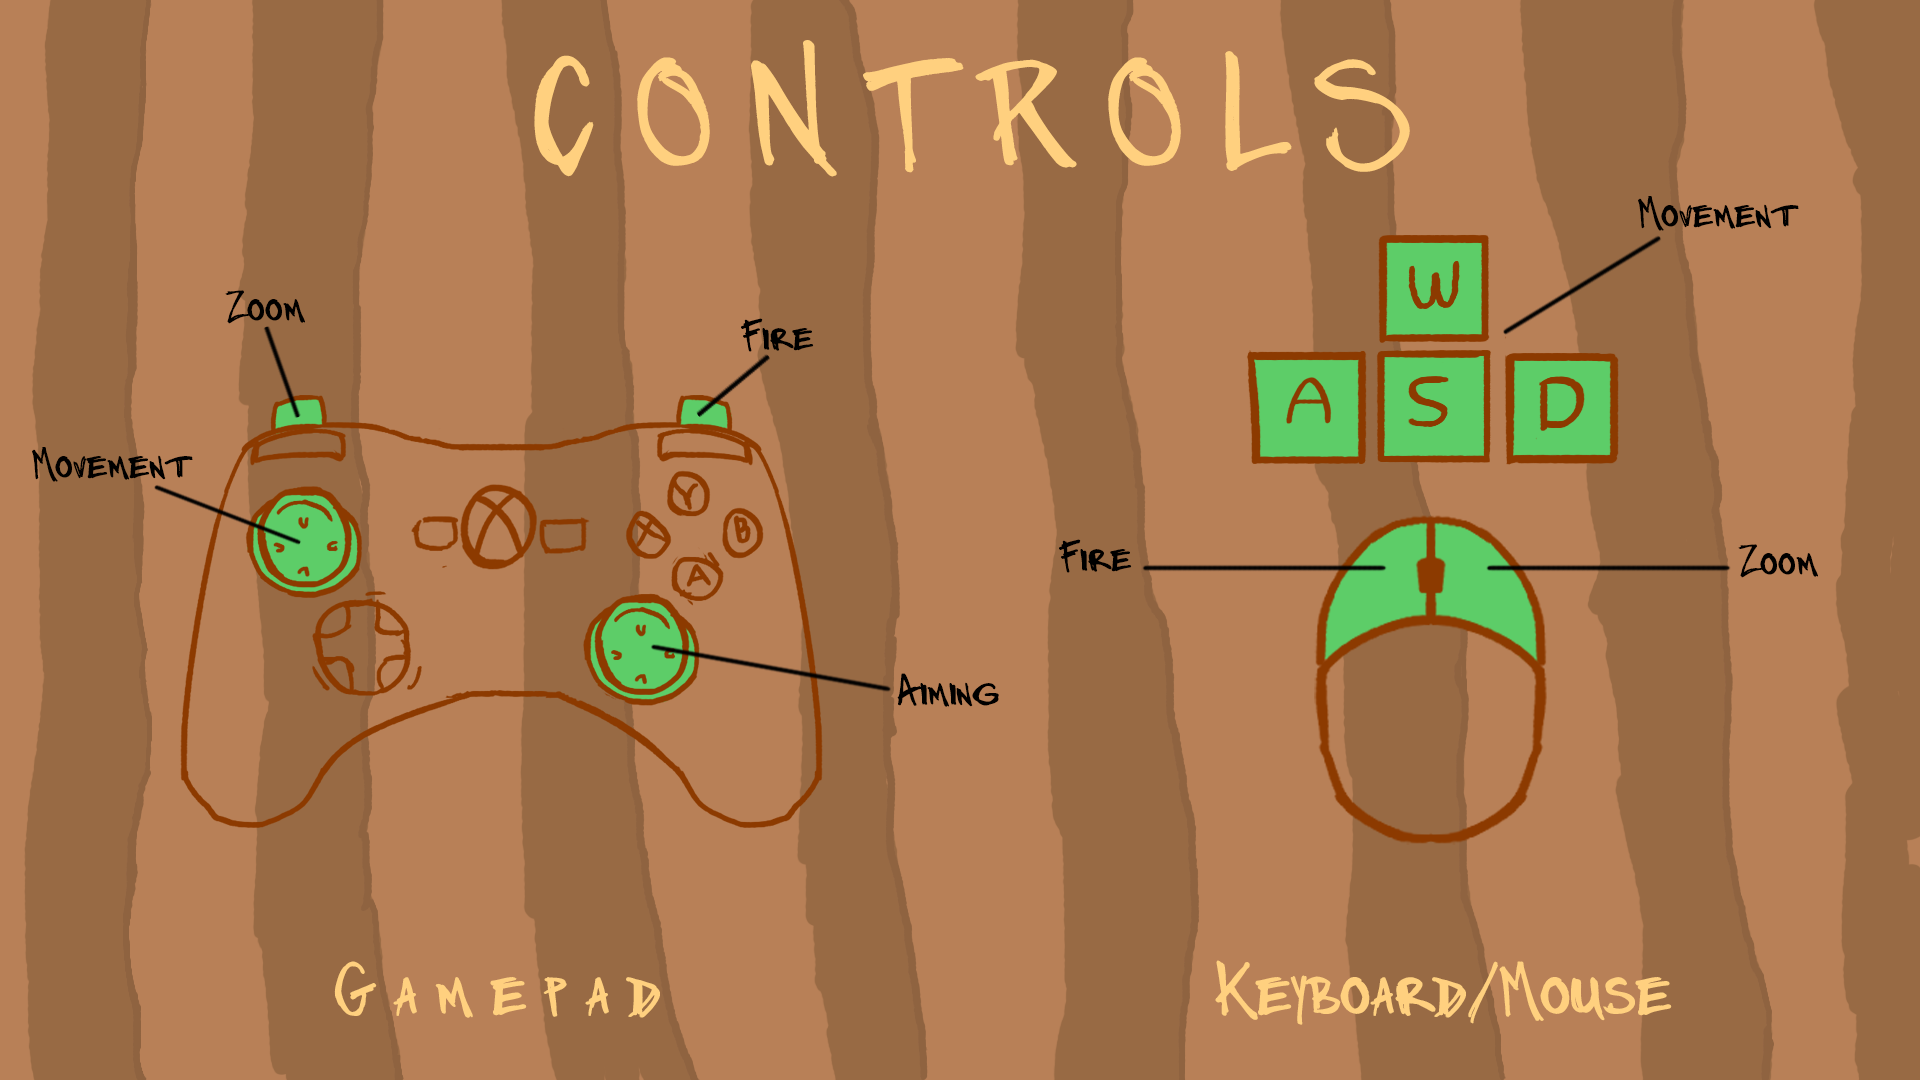 CONTROLS
MOVEMENT
ZOOM
FIRE
MOVEMENT
Y
X
B
A
AIMING
W
A S D
FIRE
ZOOM
GAMEPAD
KEYBOARD/MOUSE